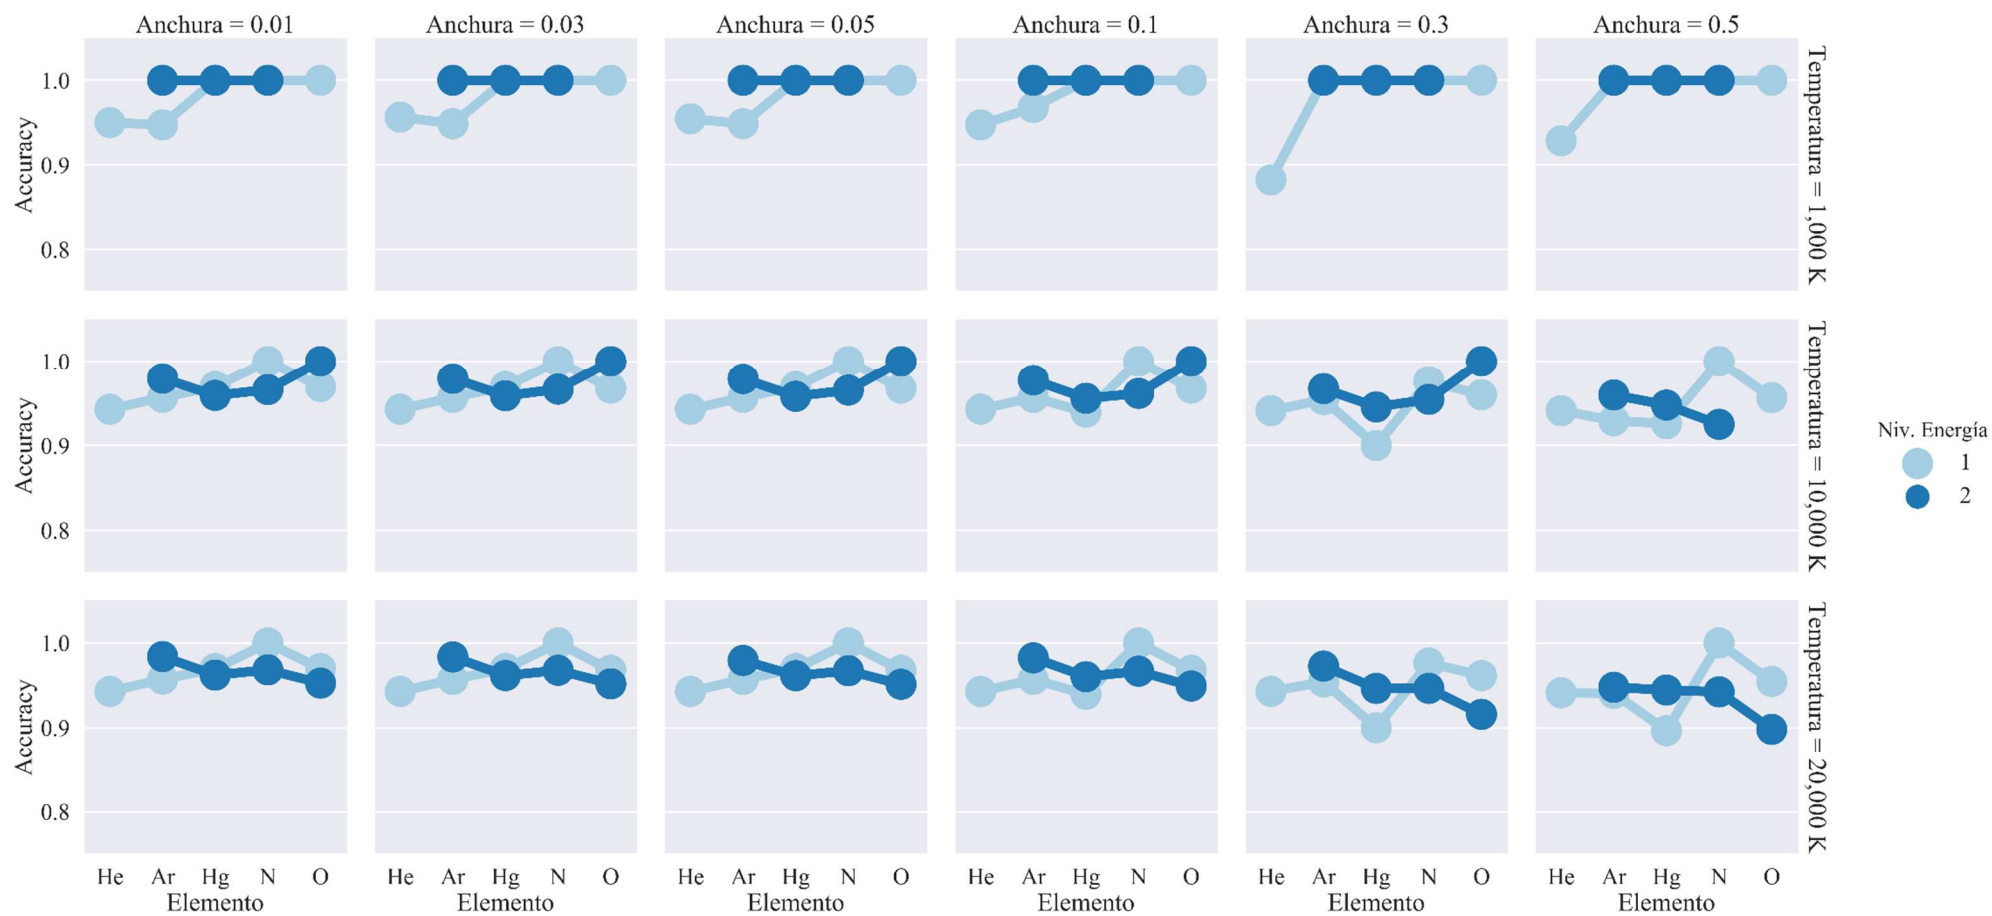 Anchura = 0.01 Anchura = 0.03 Anchura = 0.05 Anchura = 0.1 Anchura = 0.3 Anchura = 0.5
1.0
0.9
0.8
Accuracy
Temperatura = 1,000 K
1.0
0.9
0.8
Accuracy
Temperatura = 10,000 K
Niv. Energía
1
2
1.0
0.9
0.8
Accuracy
Temperatura = 20,000 K
He Ar Hg N O He Ar Hg N O He Ar Hg N O He Ar Hg N O He Ar Hg N O He Ar Hg N O
Elemento Elemento Elemento Elemento Elemento Elemento